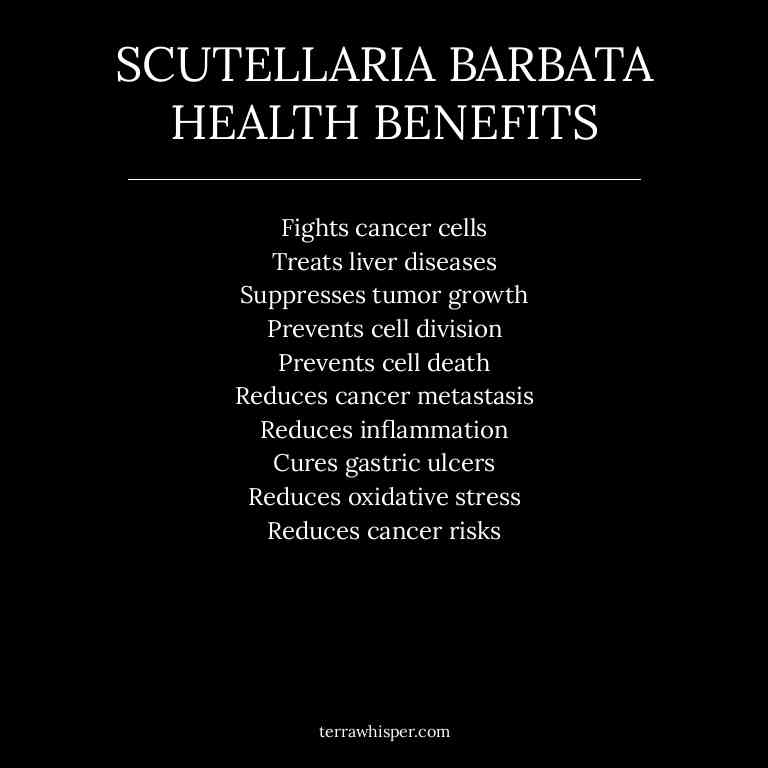 SCUTELLARIA BARBATA
HEALTH BENEFITS
Fights cancer cells
Treats liver diseases
Suppresses tumor growth
Prevents cell division
Prevents cell death
Reduces cancer metastasis
Reduces inflammation
Cures gastric ulcers
Reduces oxidative stress
Reduces cancer risks
terrawhisper.com